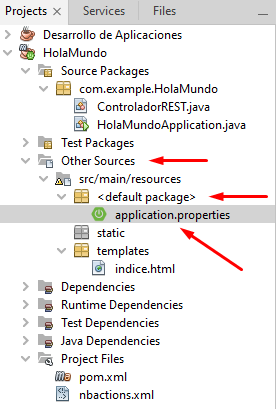 Projects
Services
Files
Desarrollo de Aplicaciones
HolaMundo
Source Packages
com.example.HolaMundo
ControladorREST.java
HolaMundoApplication.java
Test Packages
Other Sources
src/main/resources
<default package>
application.properties
static
templates
indice.html
Dependencies
Runtime Dependencies
Test Dependencies
Java Dependencies
Project Files
pom.xml
nbactions.xml